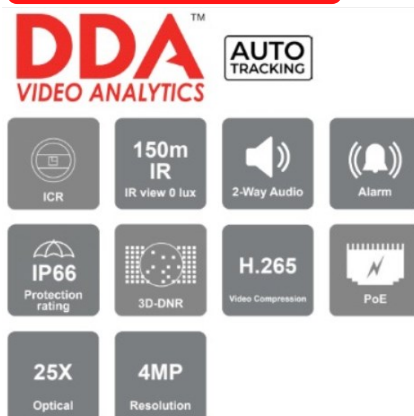 DDA™
VIDEO ANALYTICS
AUTO
TRACKING
ICR
150m
IR
IR view 0 lux
2-Way Audio
Alarm
IP66
Protection
rating
3D-DNR
H.265
Video Compression
PoE
25X
Optical
4MP
Resolution